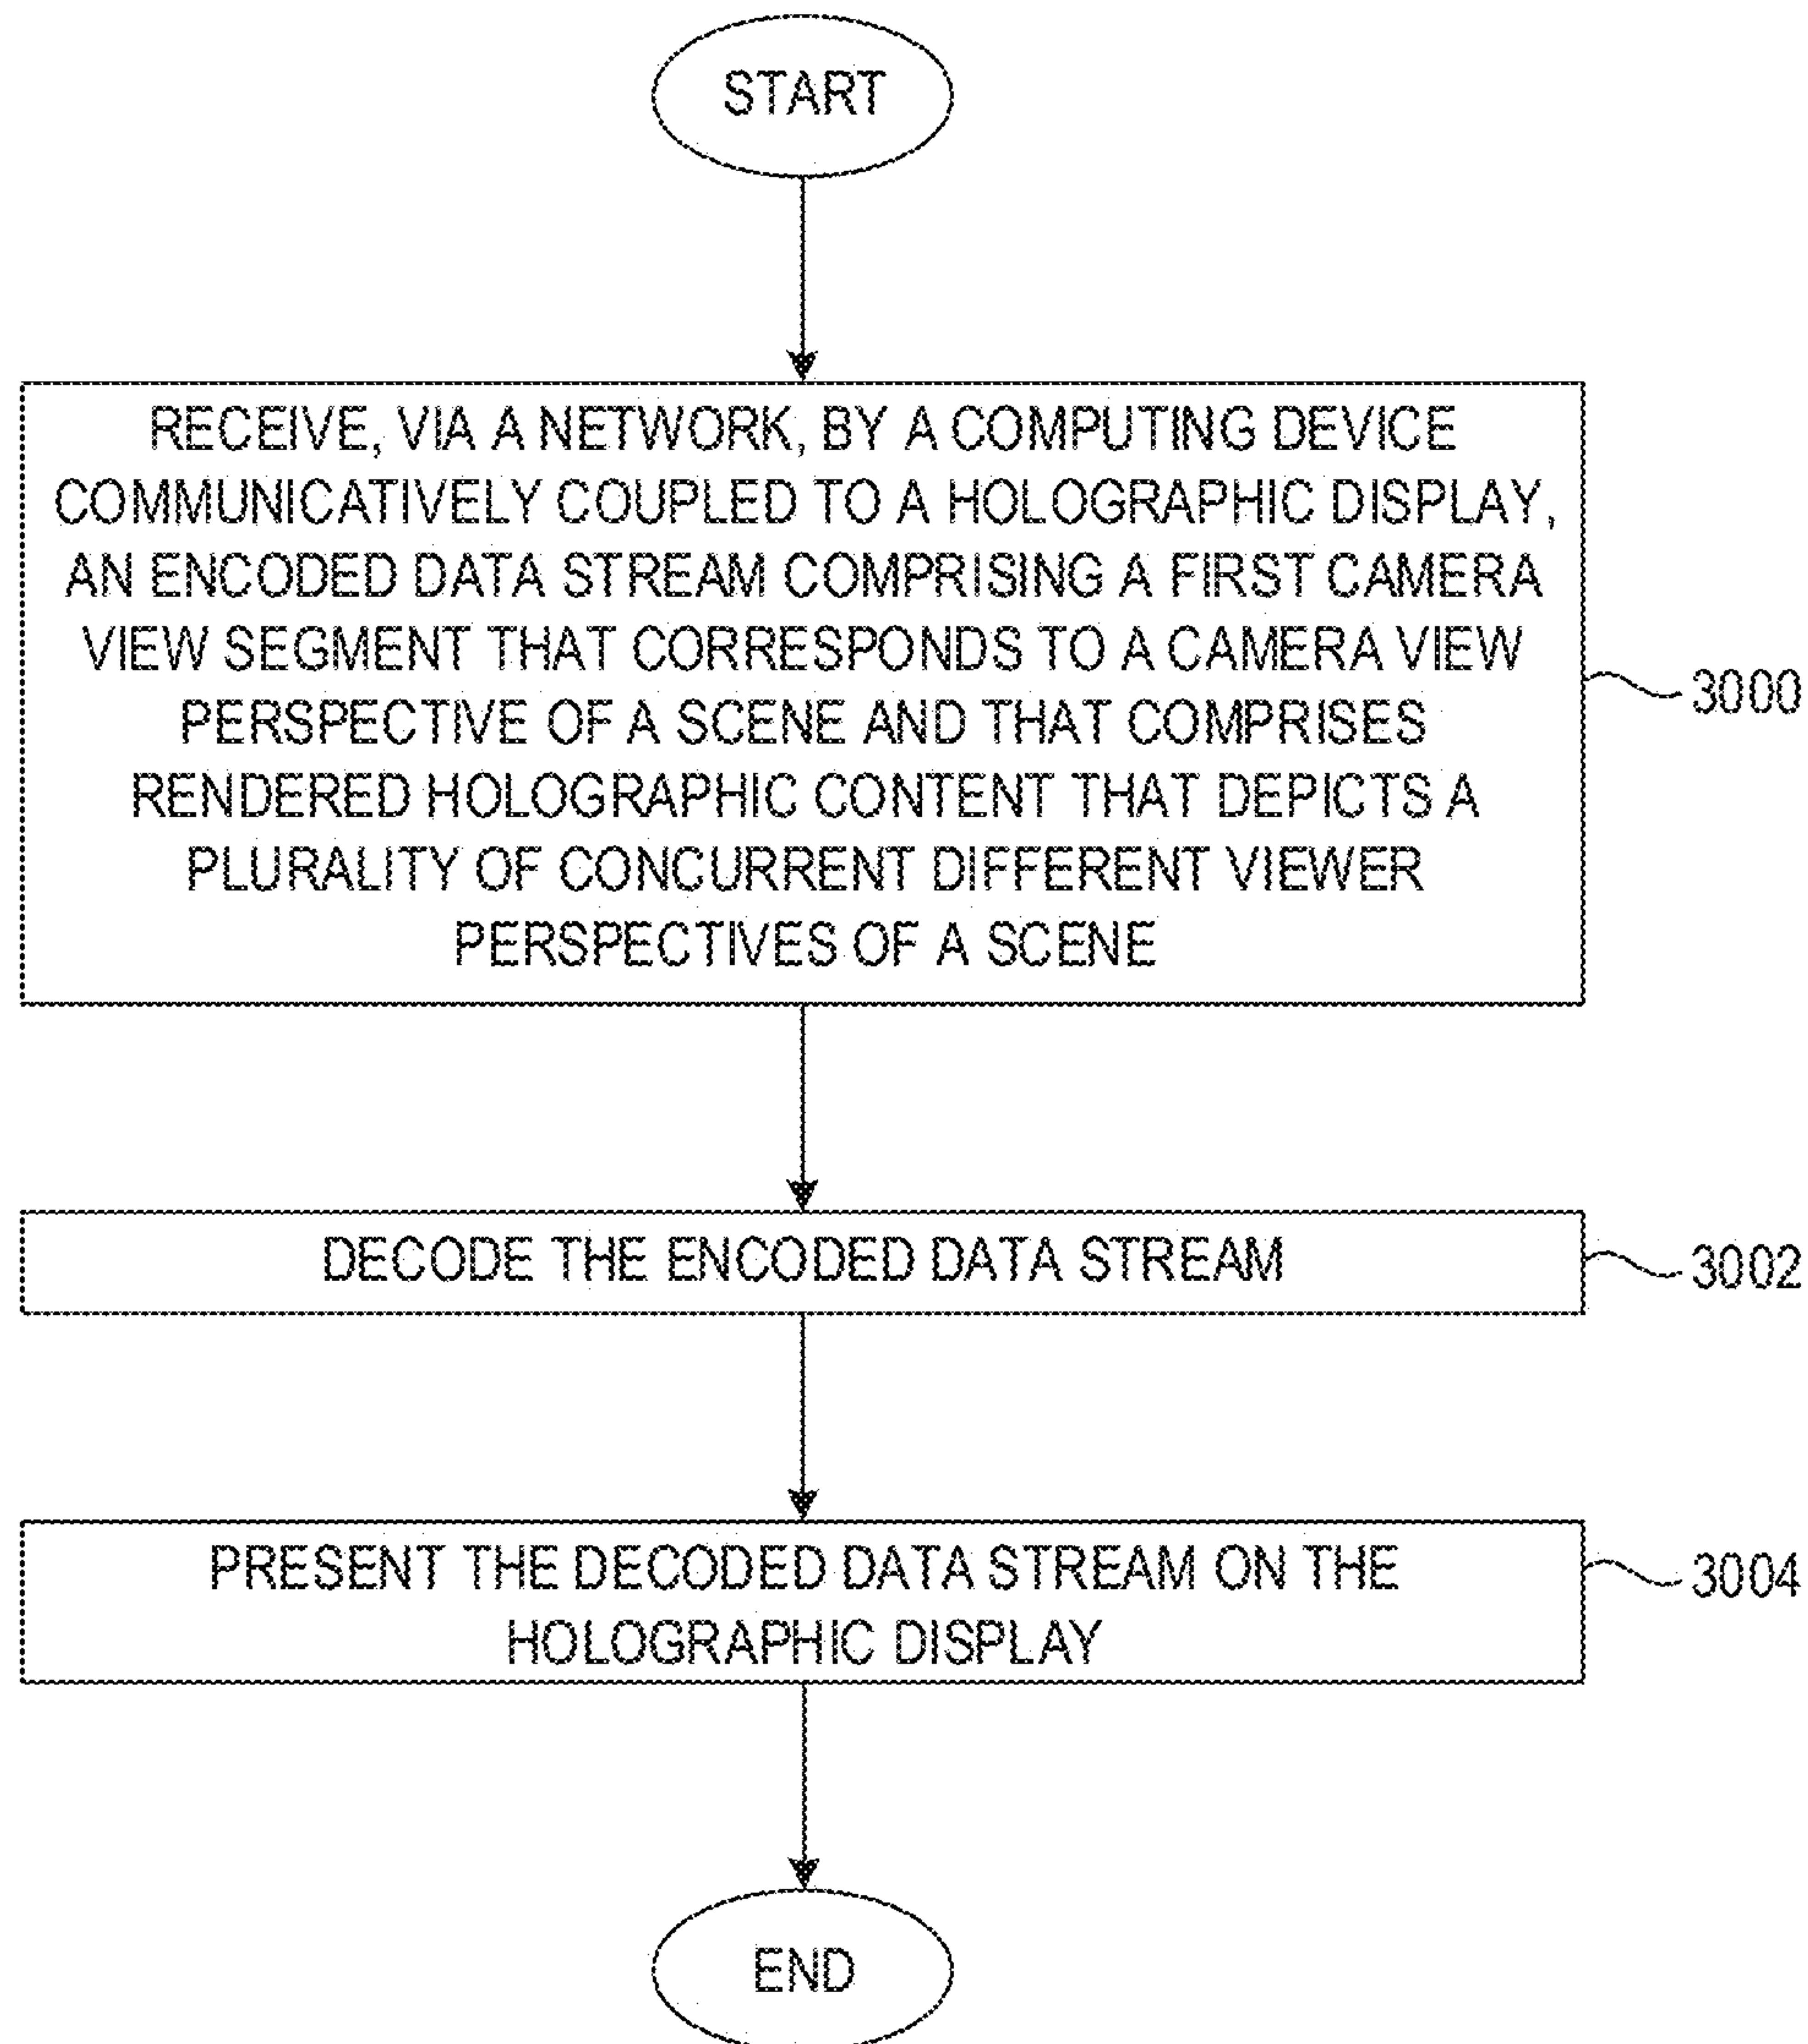 START
RECEIVE, VIA A NETWORK, BY A COMPUTING DEVICE
COMMUNICATIVELY COUPLED TO A HOLOGRAPHIC DISPLAY,
AN ENCODED DATA STREAM COMPRISING A FIRST CAMERA
VIEW SEGMENT THAT CORRESPONDS TO A CAMERA VIEW
PERSPECTIVE OF A SCENE AND THAT COMPRISES
RENDERED HOLOGRAPHIC CONTENT THAT DEPICTS A
PLURALITY OF CONCURRENT DIFFERENT VIEWER
PERSPECTIVES OF A SCENE
3000
DECODE THE ENCODED DATA STREAM
3002
PRESENT THE DECODED DATA STREAM ON THE
HOLOGRAPHIC DISPLAY
3004
END